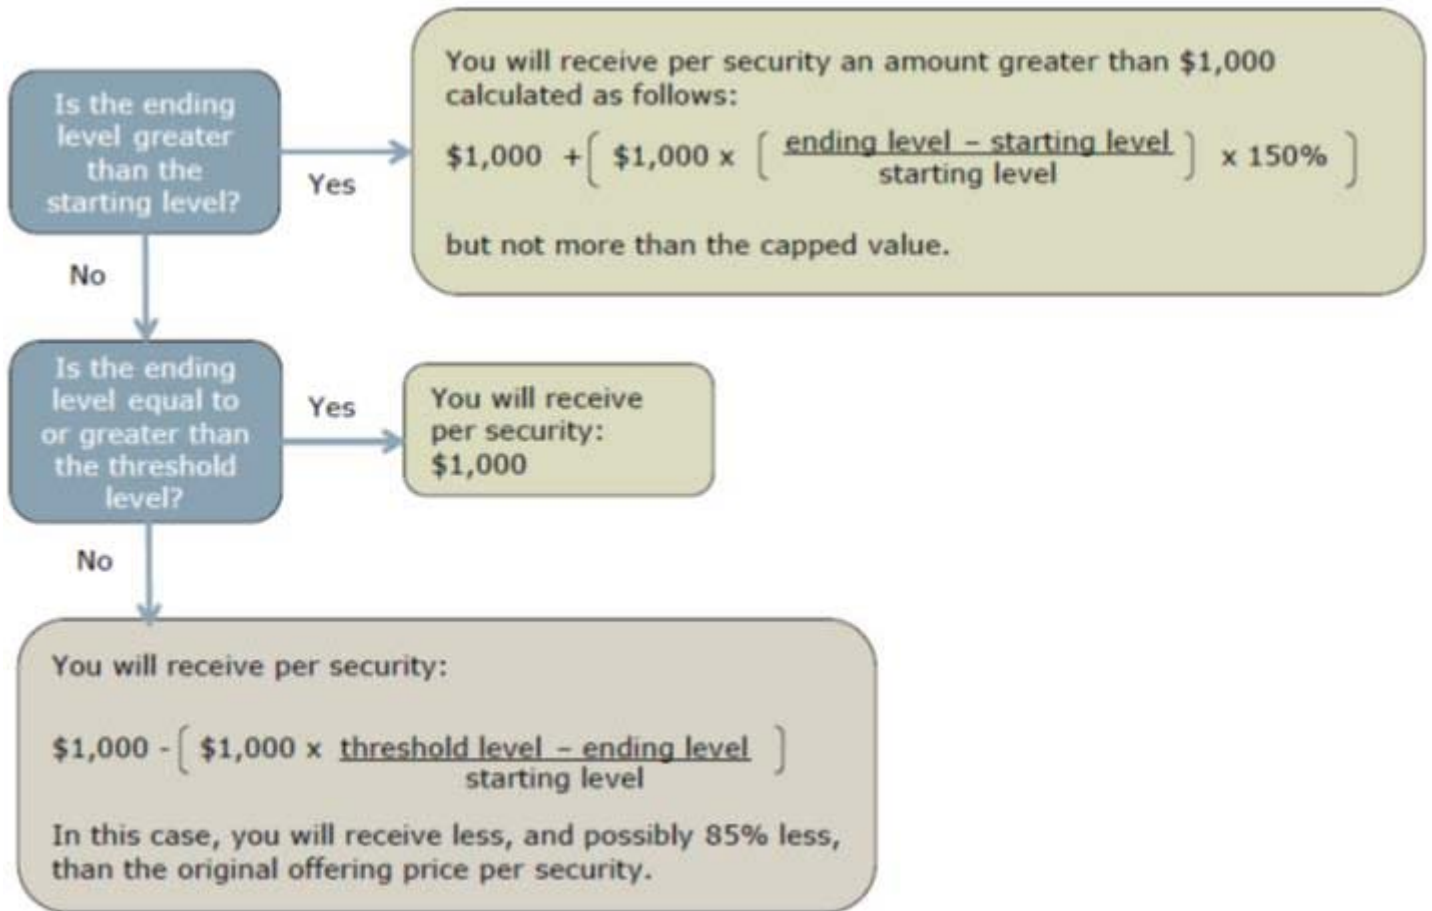 Is the ending
level greater
than the
starting level?
Yes
You will receive per security an amount greater than $1,000
calculated as follows:
$1,000 + ( $1,000 x ( ending level – starting level
starting level ) x 150% )
but not more than the capped value.
No
Is the ending
level equal to
or greater than
the threshold
level?
Yes
You will receive
per security:
$1,000
No
You will receive per security:
$1,000 - ( $1,000 x threshold level – ending level
starting level )
In this case, you will receive less, and possibly 85% less,
than the original offering price per security.